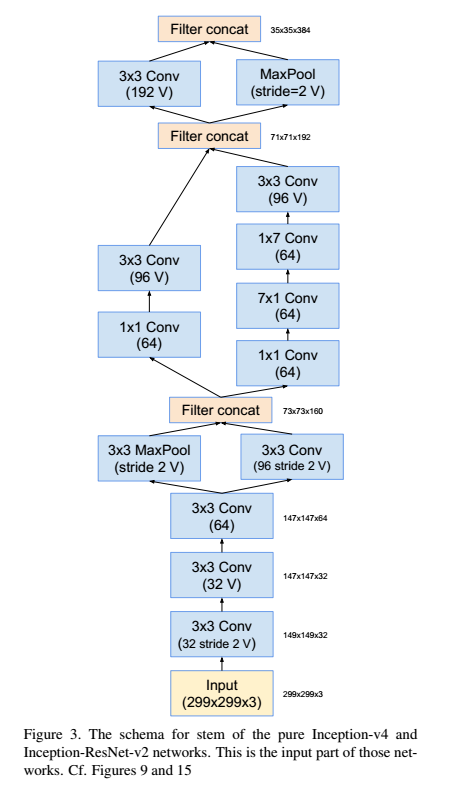 Filter concat 35x35x384
3x3 Conv
(192 V)
MaxPool
(stride=2 V)
Filter concat 71x71x192
3x3 Conv
(96 V)
1x7 Conv
(64)
3x3 Conv
(96 V)
7x1 Conv
(64)
1x1 Conv
(64)
1x1 Conv
(64)
Filter concat 73x73x160
3x3 MaxPool
(stride 2 V)
3x3 Conv
(96 stride 2 V)
3x3 Conv
(64)
147x147x64
3x3 Conv
(32 V)
147x147x32
3x3 Conv
(32 stride 2 V)
149x149x32
Input
(299x299x3)
299x299x3
Figure 3. The schema for stem of the pure Inception-v4 and
Inception-ResNet-v2 networks. This is the input part of those net-
works. Cf. Figures 9 and 15